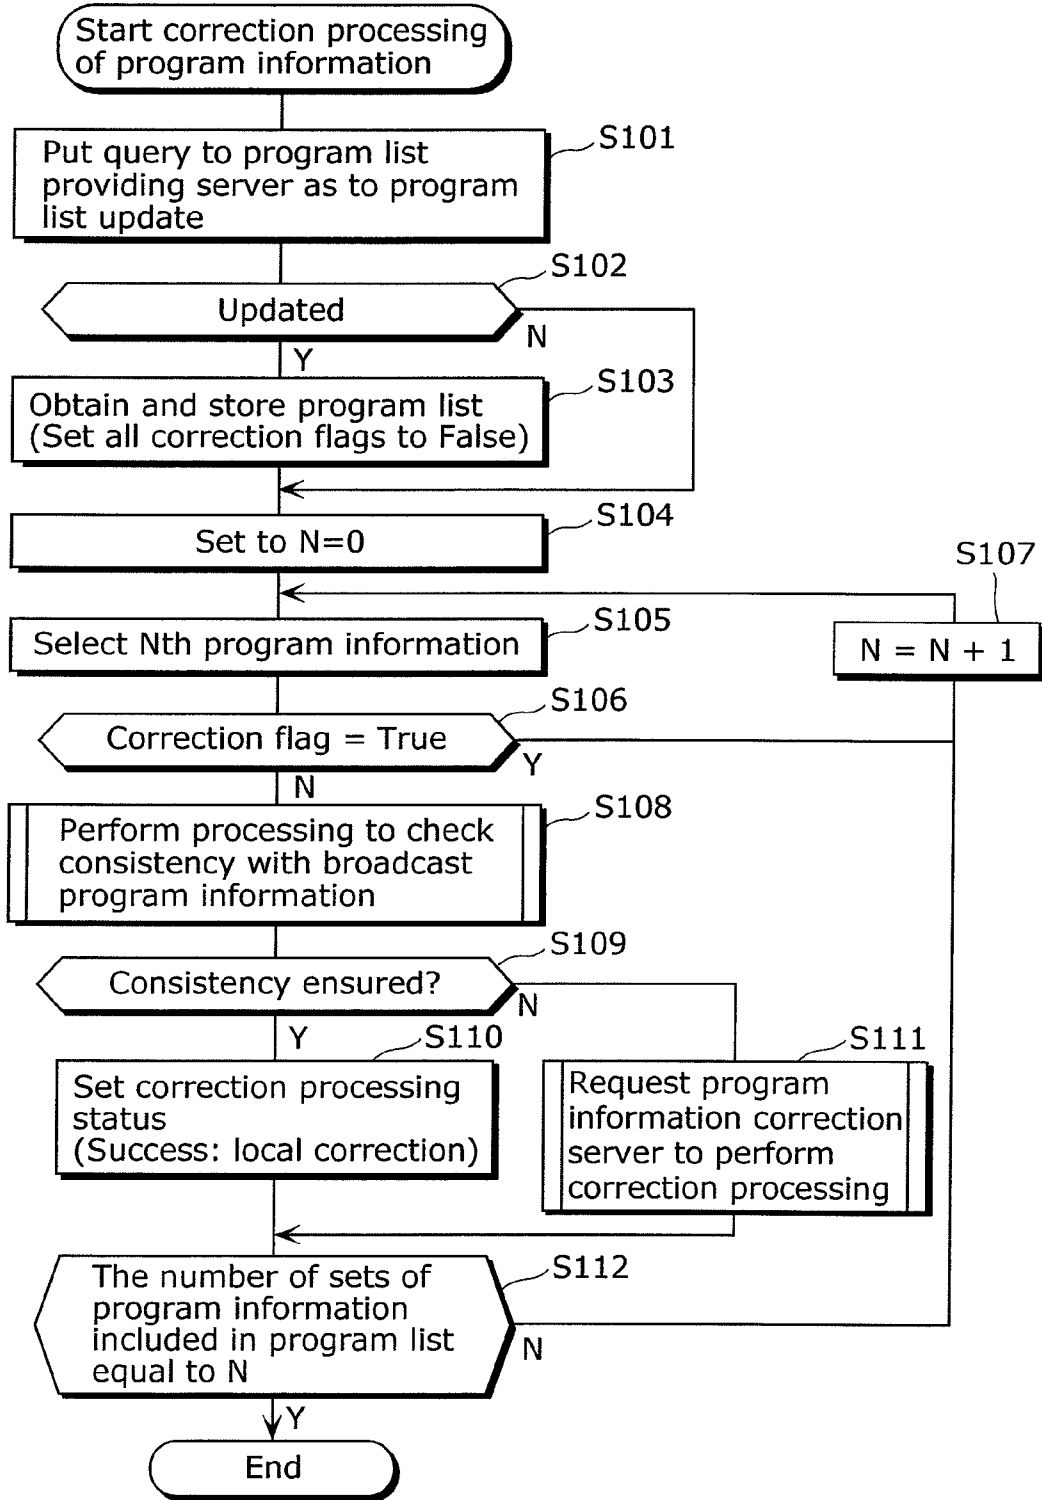 Start correction processing
of program information
S101
Put query to program list
providing server as to program
list update
S102
Updated
N
Y
S103
Obtain and store program list
(Set all correction flags to False)
S104
Set to N=0
S107
N = N + 1
S105
Select Nth program information
S106
Correction flag = True
Y
N
S108
Perform processing to check
consistency with broadcast
program information
S109
Consistency ensured?
N
Y
S110
Set correction processing
status
(Success: local correction)
S111
Request program
information correction
server to perform
correction processing
S112
The number of sets of
program information
included in program list
equal to N
N
Y
End